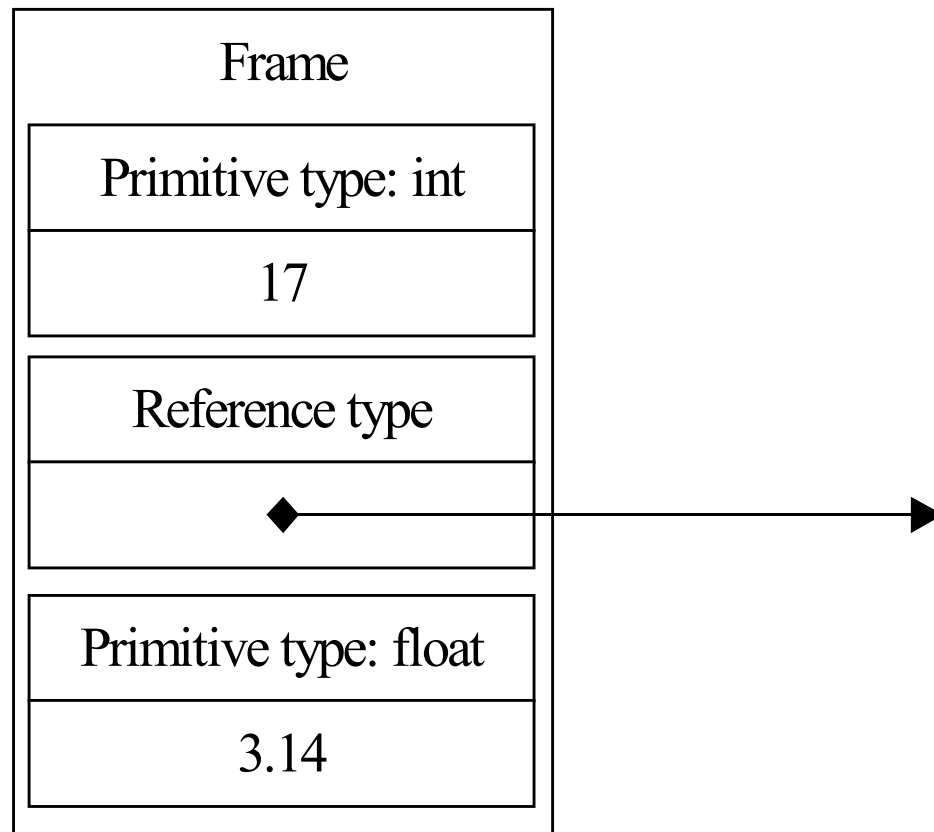 Frame
Primitive type: int
17
Reference type
Primitive type: float
3.14